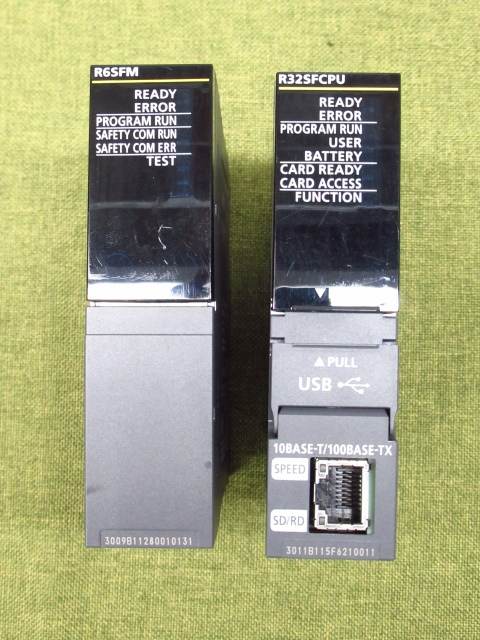 R6SFM
READY
ERROR
PROGRAM RUN
SAFETY COM RUN
SAFETY COM ERR
TEST
3009B11280010131
R32SFCPU
READY
ERROR
PROGRAM RUN
USER
BATTERY
CARD READY
CARD ACCESS
FUNCTION
▲PULL
USB
10BASE-T/100BASE-TX
SPEED
SD/RD
3011B115F6210011